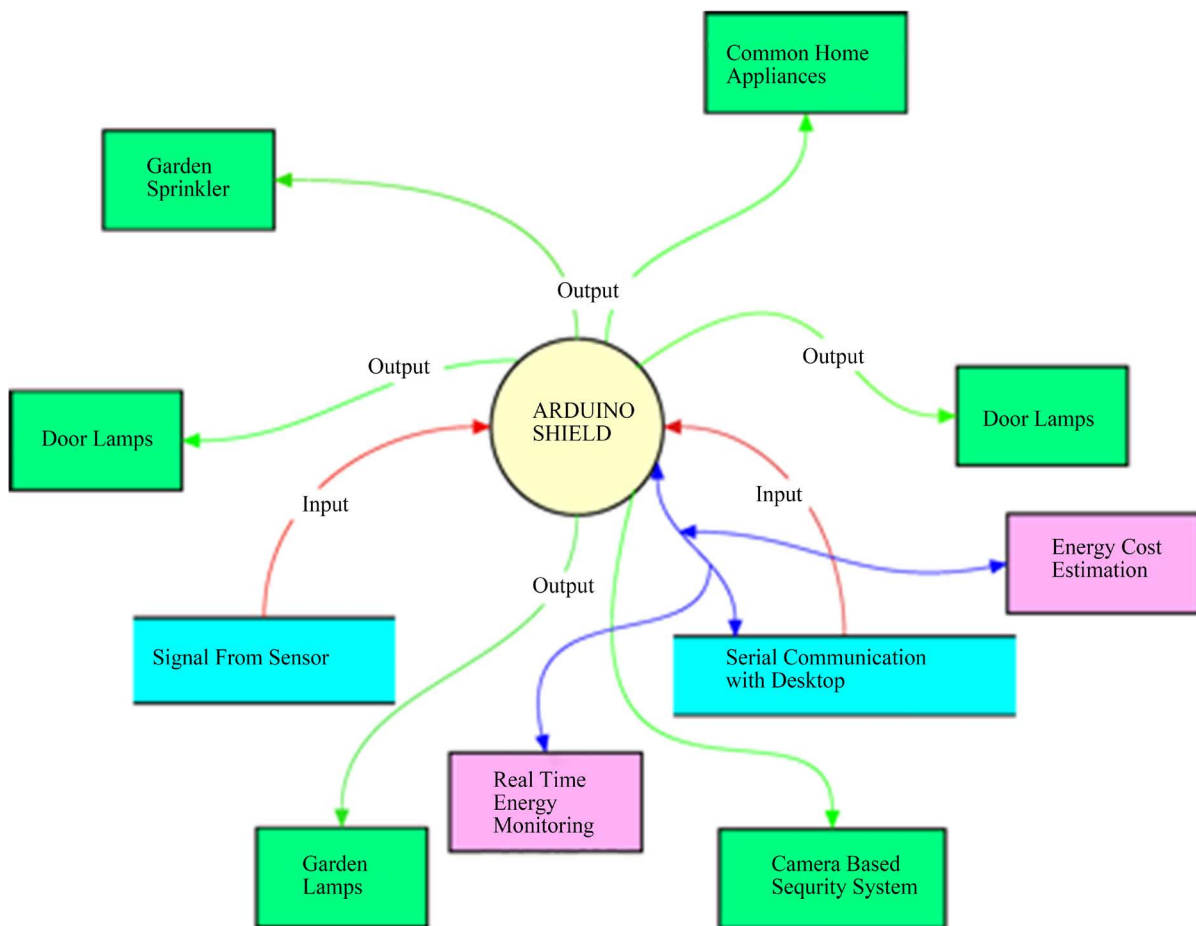 Common Home
Appliances
Garden
Sprinkler
Output
Output
Output
ARDUINO
SHIELD
Door Lamps
Door Lamps
Input
Input
Energy Cost
Estimation
Output
Signal From Sensor
Serial Communication
with Desktop
Real Time
Energy
Monitoring
Garden
Lamps
Camera Based
Sequrity System